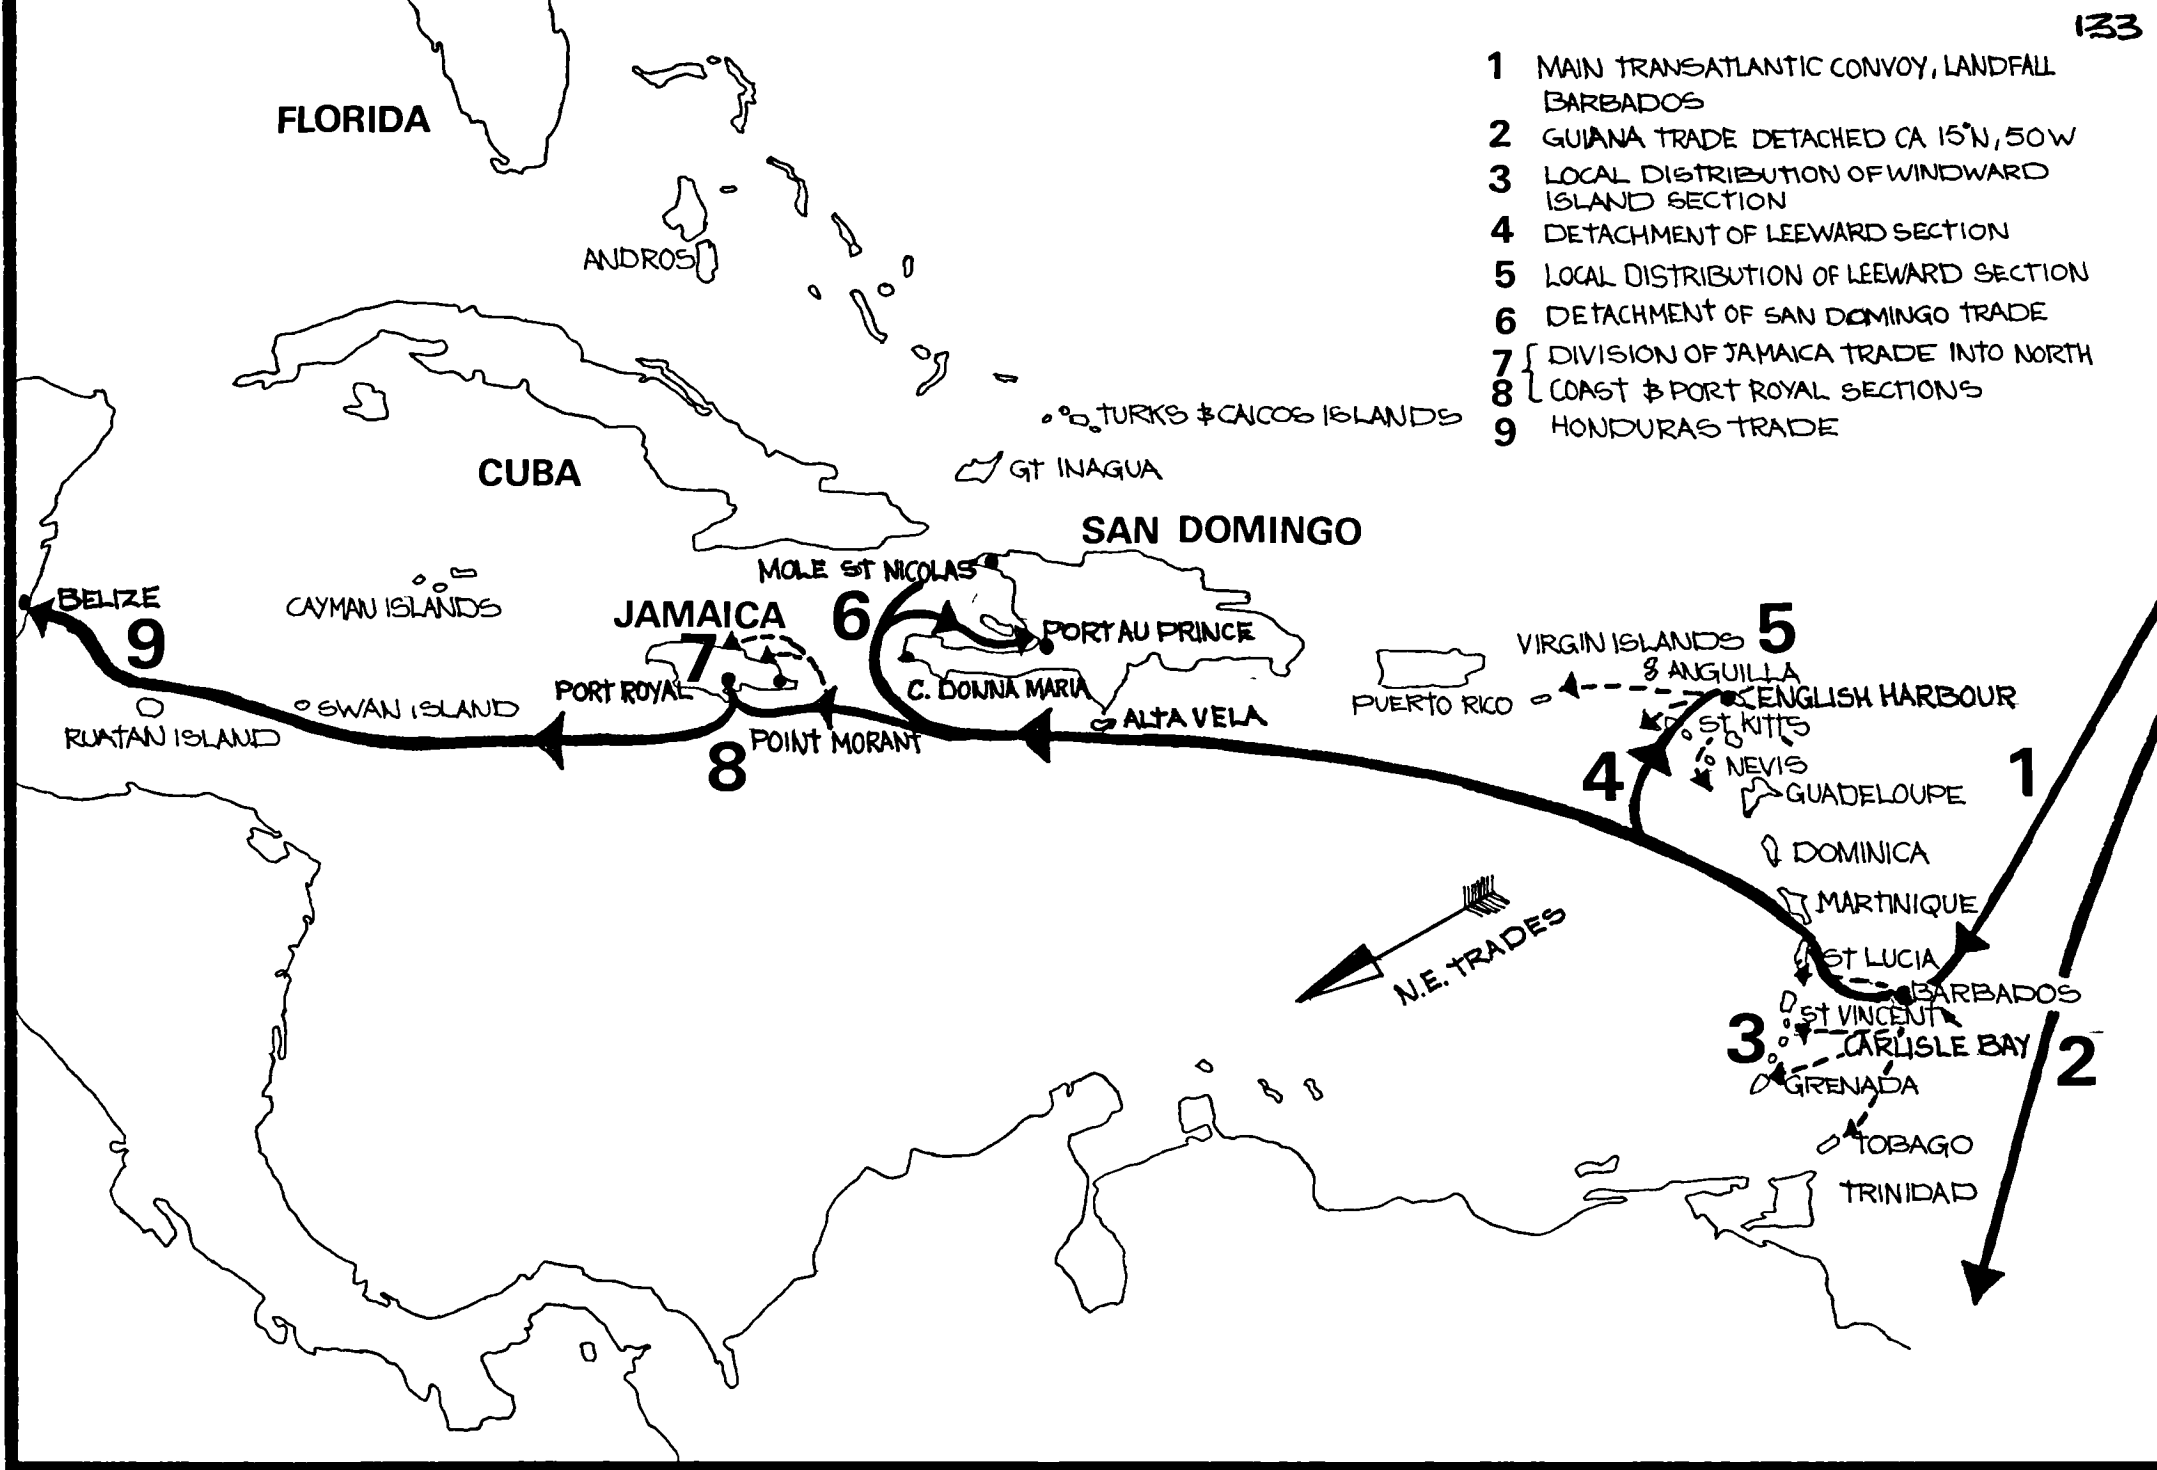 133
1 MAIN TRANSATLANTIC CONVOY, LANDFALL
BARBADOS
2 GUIANA TRADE DETACHED CA 15°N, 50W
3 LOCAL DISTRIBUTION OF WINDWARD
ISLAND SECTION
4 DETACHMENT OF LEEWARD SECTION
5 LOCAL DISTRIBUTION OF LEEWARD SECTION
6 DETACHMENT OF SAN DOMINGO TRADE
7 DIVISION OF JAMAICA TRADE INTO NORTH
8 COAST & PORT ROYAL SECTIONS
9 HONDURAS TRADE
FLORIDA
ANDROS
TURKS & CAICOS ISLANDS
GT INAGUA
CUBA
SAN DOMINGO
MOLE ST NICOLAS
BELIZE
CAYMAN ISLANDS
JAMAICA
6
PORT AU PRINCE
9
7
VIRGIN ISLANDS 5
& ANGUILLA
PORT ROYAL
C. DONNA MARIA
PUERTO RICO
ENGLISH HARBOUR
SWAN ISLAND
ALTA VELA
ST KITTS
RUATAN ISLAND
POINT MORANT
8
NEVIS
4
1
GUADELOUPE
DOMINICA
MARTINIQUE
N.E. TRADES
ST LUCIA
BARBADOS
ST VINCENT
3
CARLISLE BAY
2
GRENADA
TOBAGO
TRINIDAD